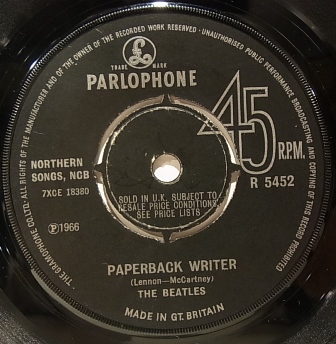 THE GRAMOPHONE CO. LTD. ALL RIGHTS OF THE MANUFACTURER AND OF THE OWNER OF THE RECORDED WORK RESERVED · UNAUTHORISED PUBLIC PERFORMANCE BROADCASTING AND COPYING OF THIS RECORD PROHIBITED
£
TRADE MARK
PARLOPHONE
45
R.P.M.
NORTHERN
SONGS, NCB
7XCE 18380
R 5452
SOLD IN U.K. SUBJECT TO
RESALE PRICE CONDITIONS,
SEE PRICE LISTS
℗1966
PAPERBACK WRITER
(Lennon—McCartney)
THE BEATLES
MADE IN GT. BRITAIN